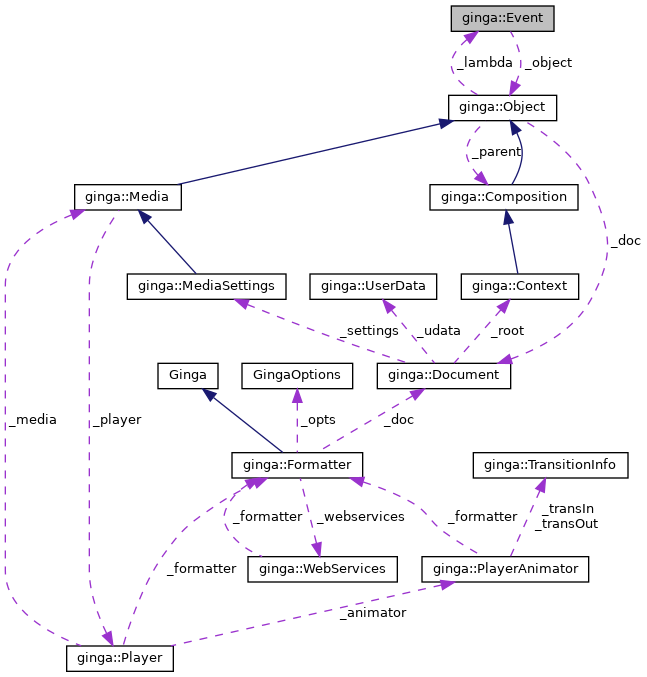 ginga::Event
_lambda
_object
ginga::Object
_parent
ginga::Media
ginga::Composition
_doc
ginga::MediaSettings
ginga::UserData
ginga::Context
_settings
_udata
_root
Ginga
GingaOptions
ginga::Document
_media
_player
_opts
_doc
ginga::Formatter
ginga::TransitionInfo
_formatter
_webservices
_formatter
_transIn
_transOut
_formatter
ginga::WebServices
ginga::PlayerAnimator
_animator
ginga::Player